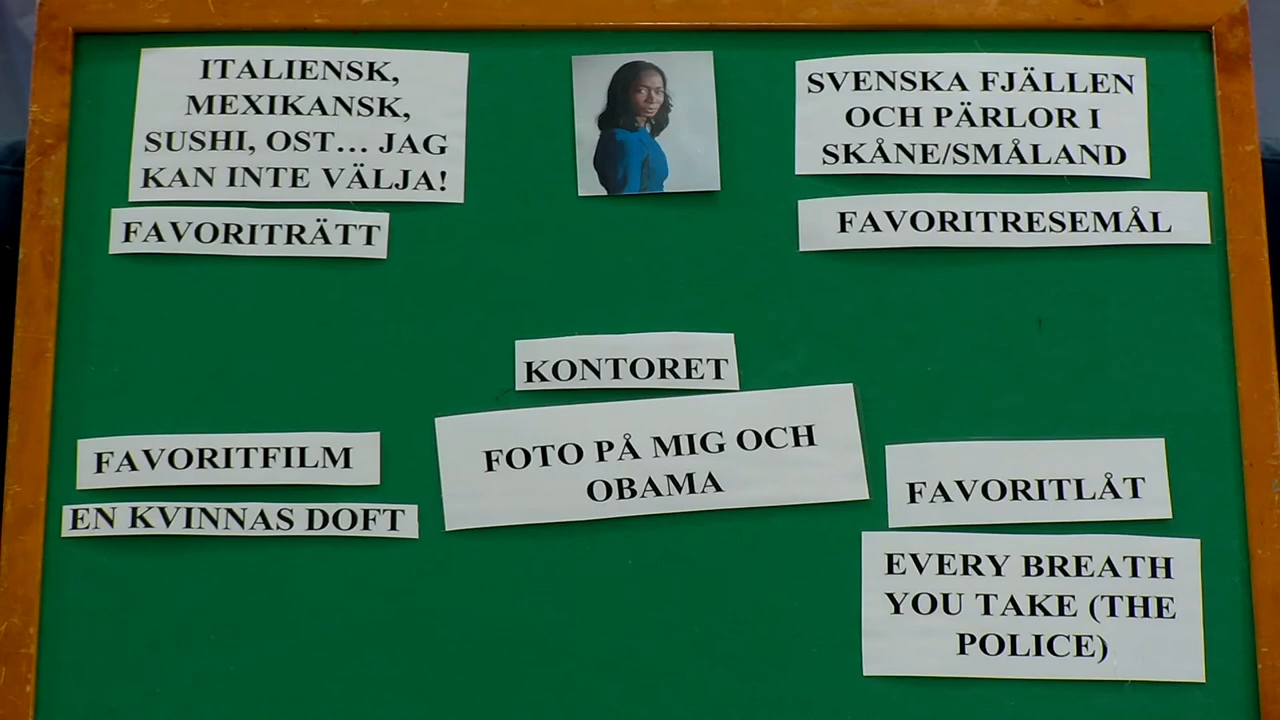 ITALIENSK,
MEXIKANSK,
SUSHI, OST... JAG
KAN INTE VÄLJA!
FAVORITRÄTT
SVENSKA FJÄLLEN
OCH PÄRLOR I
SKÅNE/SMÅLAND
FAVORITRESEMÅL
KONTORET
FOTO PÅ MIG OCH
OBAMA
FAVORITFILM
EN KVINNAS DOFT
FAVORITLÅT
EVERY BREATH
YOU TAKE (THE
POLICE)